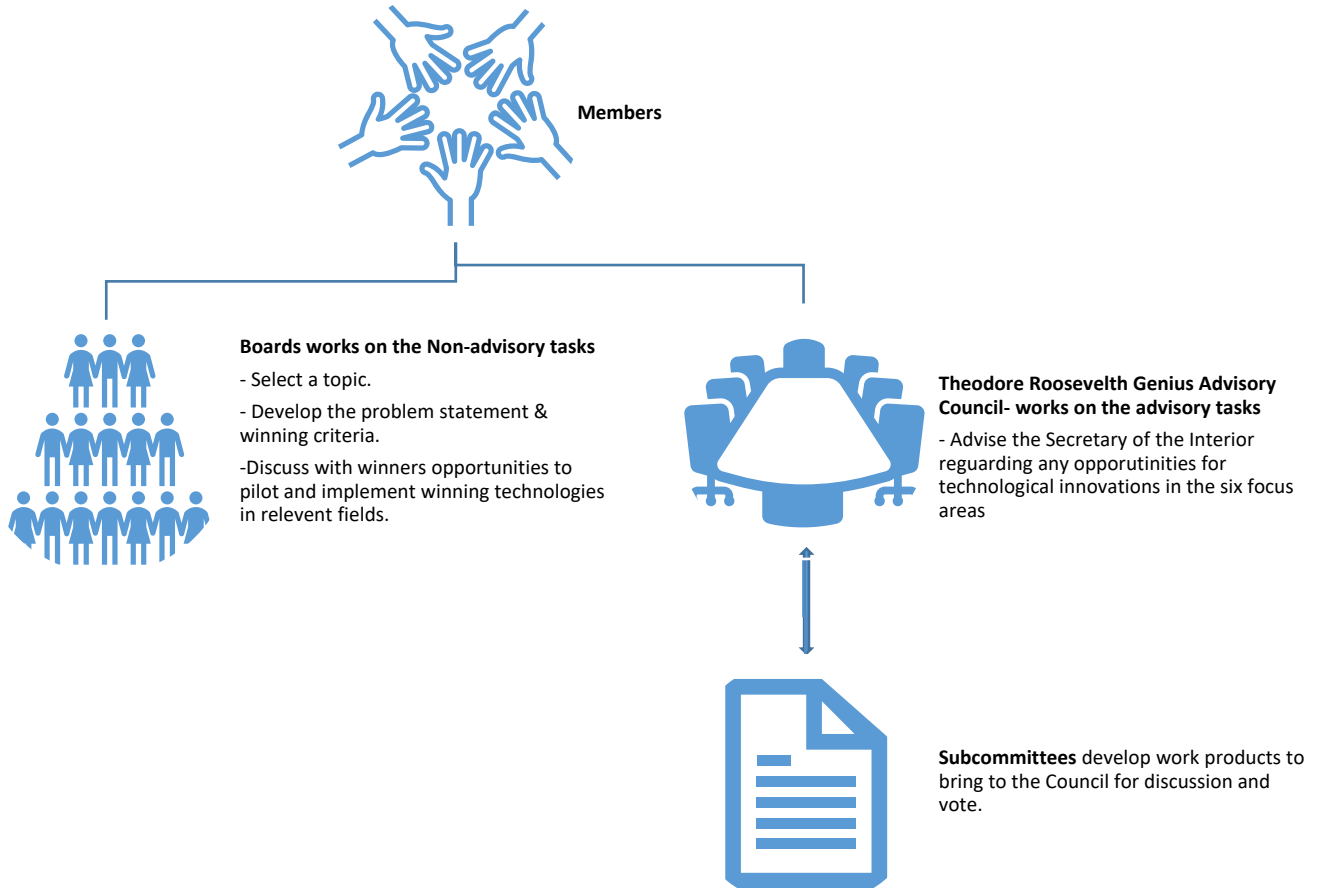 Members
Boards works on the Non-advisory tasks
- Select a topic.
- Develop the problem statement &
winning criteria.
-Discuss with winners opportunities to
pilot and implement winning technologies
in relevent fields.
Theodore Roosevelth Genius Advisory
Council- works on the advisory tasks
- Advise the Secretary of the Interior
reguarding any opporutinities for
technological innovations in the six focus
areas
Subcommittees develop work products to
bring to the Council for discussion and
vote.